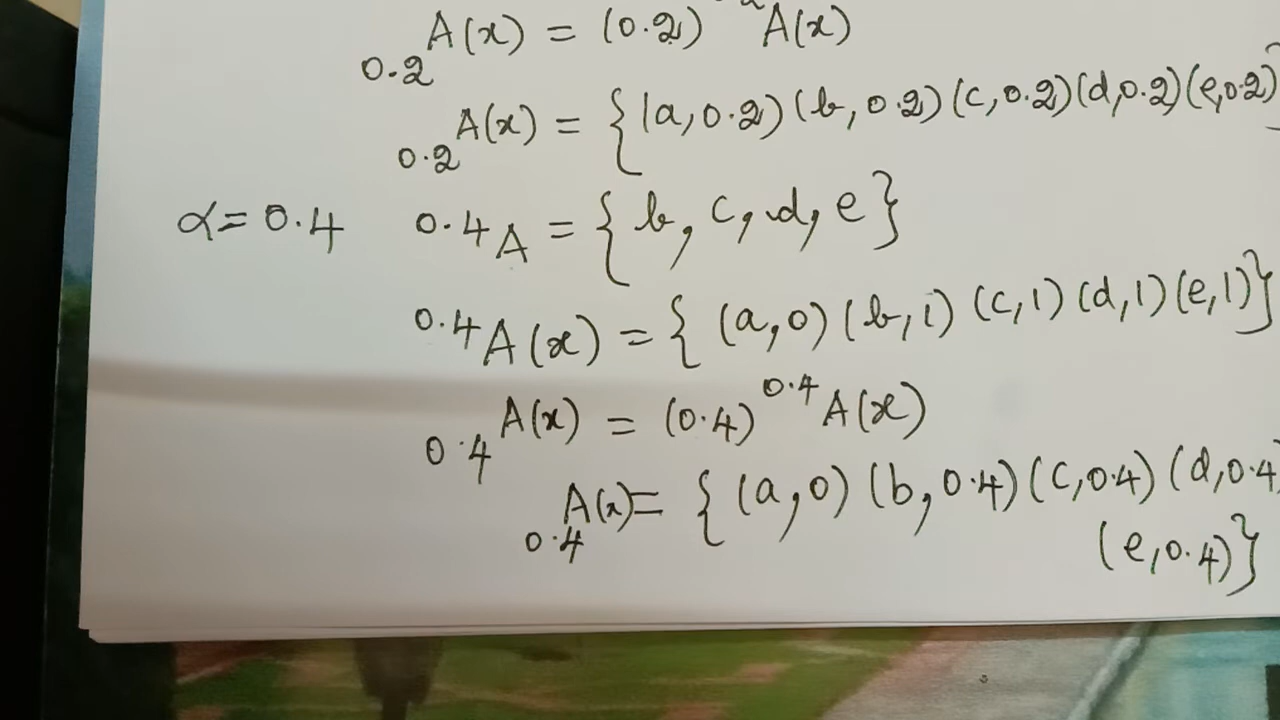 0.2A(x) = (0.2) A(x)
0.2A(x) = {(a,0.2)(b,0.2)(c,0.2)(d,0.2)(e,0.2)}
α=0.4 0.4A = {b, c, d, e}
0.4A(x) = {(a,0)(b,1)(c,1)(d,1)(e,1)}
0.4A(x) = (0.4) 0.4A(x)
0.4A(x)= {(a,0)(b,0.4)(c,0.4)(d,0.4)
(e,0.4)}